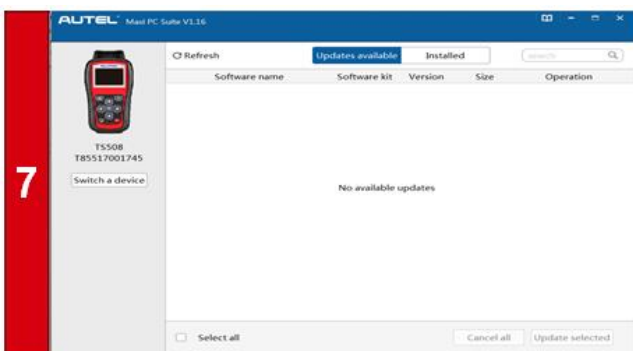 AUTEL Maxi PC Suite V1.16
Refresh Updates available Installed search
Software name Software kit Version Size Operation
TS508
T85517001745
Switch a device
7
No available updates
Select all Cancel all Update selected